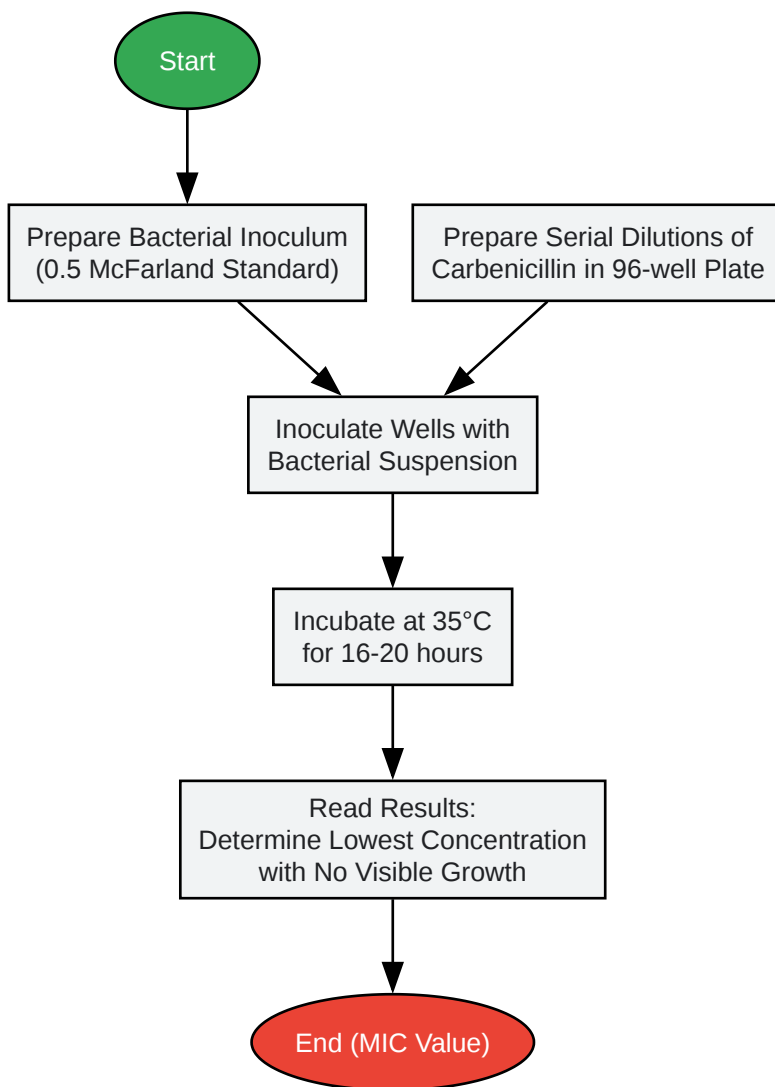 Start
Prepare Bacterial Inoculum
(0.5 McFarland Standard)
Prepare Serial Dilutions of
Carbenicillin in 96-well Plate
Inoculate Wells with
Bacterial Suspension
Incubate at 35°C
for 16-20 hours
Read Results:
Determine Lowest Concentration
with No Visible Growth
End (MIC Value)